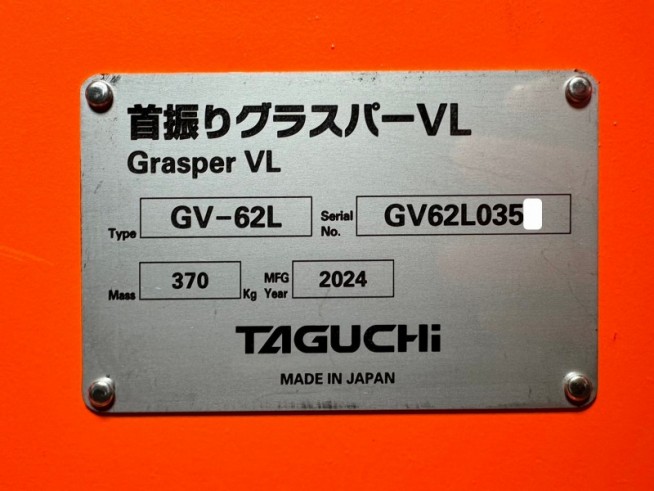 首振りグラスパーVL
Grasper VL
Type GV-62L Serial No. GV62L035
Mass 370 Kg MFG Year 2024
TAGUCHi
MADE IN JAPAN